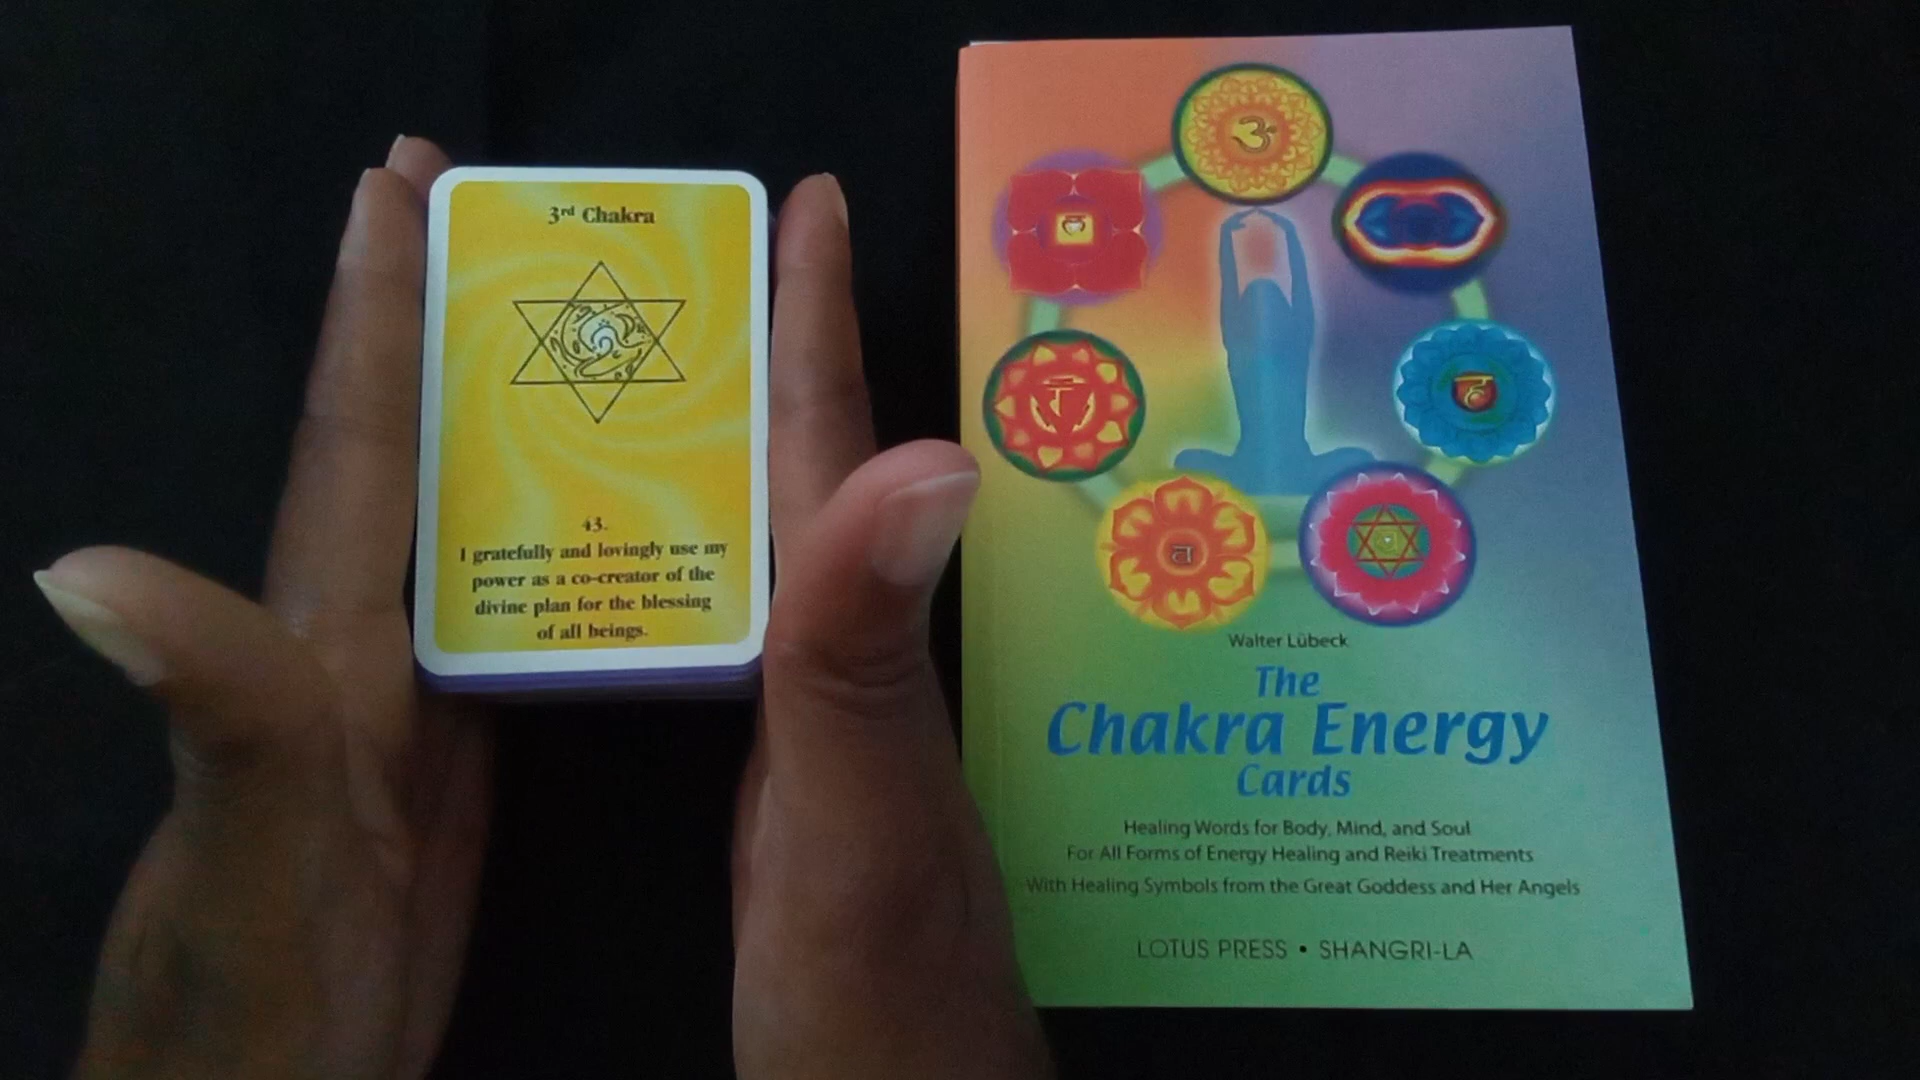 3rd Chakra
43.
I gratefully and lovingly use my
power as a co-creator of the
divine plan for the blessing
of all beings.
ॐ
लं
हं
रं
वं
Walter Lübeck
The
Chakra Energy
Cards
Healing Words for Body, Mind, and Soul
For All Forms of Energy Healing and Reiki Treatments
With Healing Symbols from the Great Goddess and Her Angels
LOTUS PRESS • SHANGRI-LA